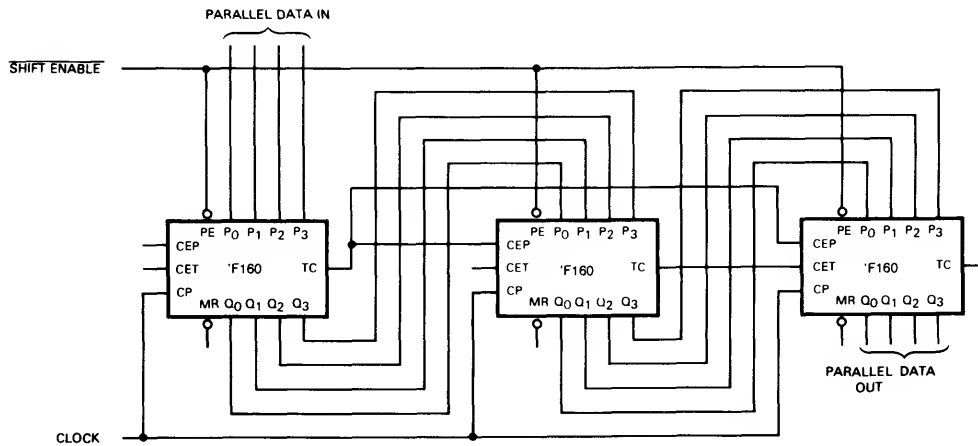 PARALLEL DATA IN
SHIFT ENABLE
PE P0 P1 P2 P3
CEP
CET 'F160 TC
CP
MR Q0 Q1 Q2 Q3
PE P0 P1 P2 P3
CEP
CET 'F160 TC
CP
MR Q0 Q1 Q2 Q3
PE P0 P1 P2 P3
CEP
CET 'F160 TC
CP
MR Q0 Q1 Q2 Q3
PARALLEL DATA
OUT
CLOCK